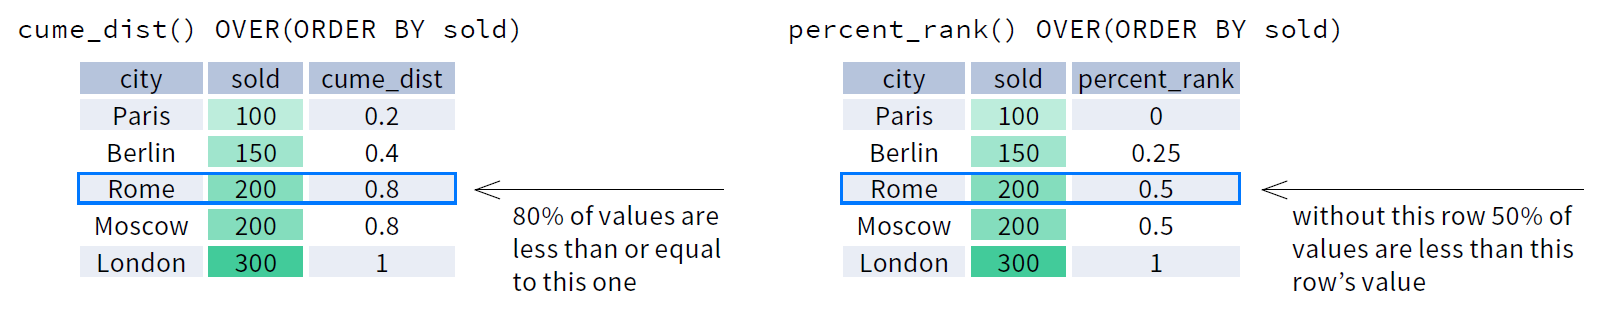 cume_dist() OVER(ORDER BY sold)
city sold cume_dist
Paris 100 0.2
Berlin 150 0.4
Rome 200 0.8
Moscow 200 0.8
London 300 1
80% of values are
less than or equal
to this one
percent_rank() OVER(ORDER BY sold)
city sold percent_rank
Paris 100 0
Berlin 150 0.25
Rome 200 0.5
Moscow 200 0.5
London 300 1
without this row 50% of
values are less than this
row’s value